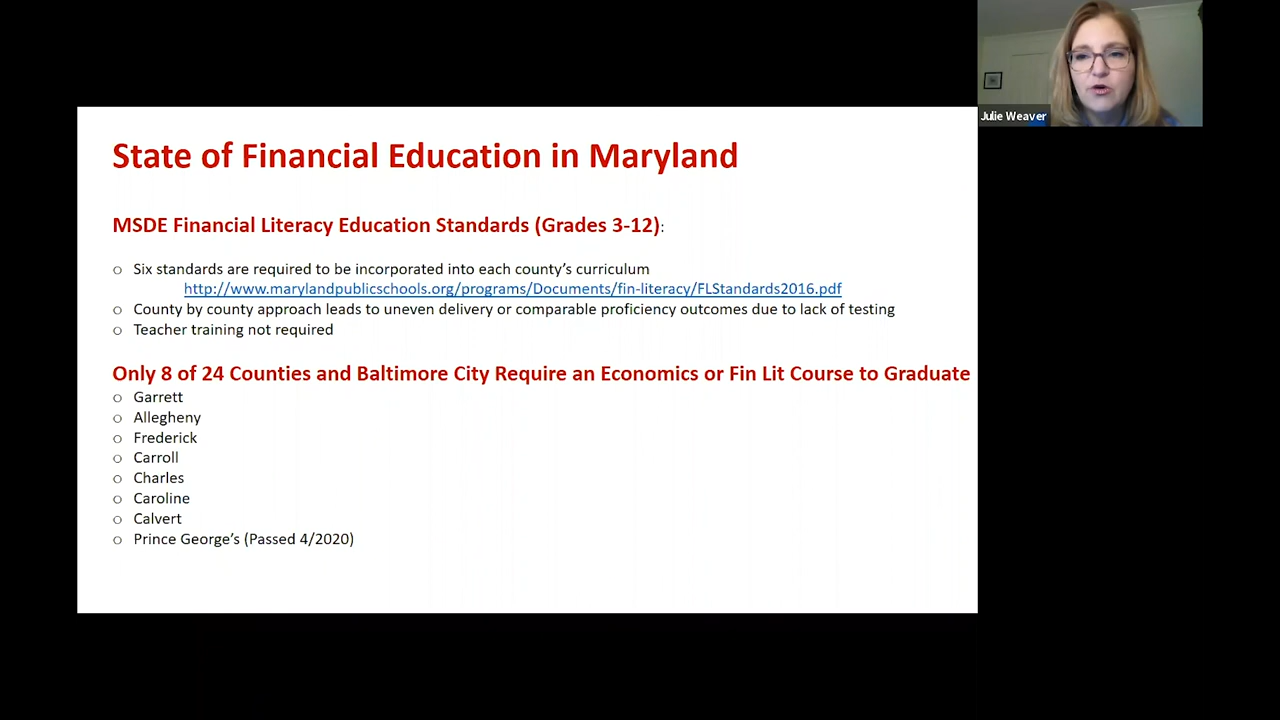 State of Financial Education in Maryland
MSDE Financial Literacy Education Standards (Grades 3-12):
o Six standards are required to be incorporated into each county's curriculum
http://www.marylandpublicschools.org/programs/Documents/fin-literacy/FLStandards2016.pdf
o County by county approach leads to uneven delivery or comparable proficiency outcomes due to lack of testing
o Teacher training not required
Only 8 of 24 Counties and Baltimore City Require an Economics or Fin Lit Course to Graduate
o Garrett
o Allegheny
o Frederick
o Carroll
o Charles
o Caroline
o Calvert
o Prince George's (Passed 4/2020)
Julie Weaver